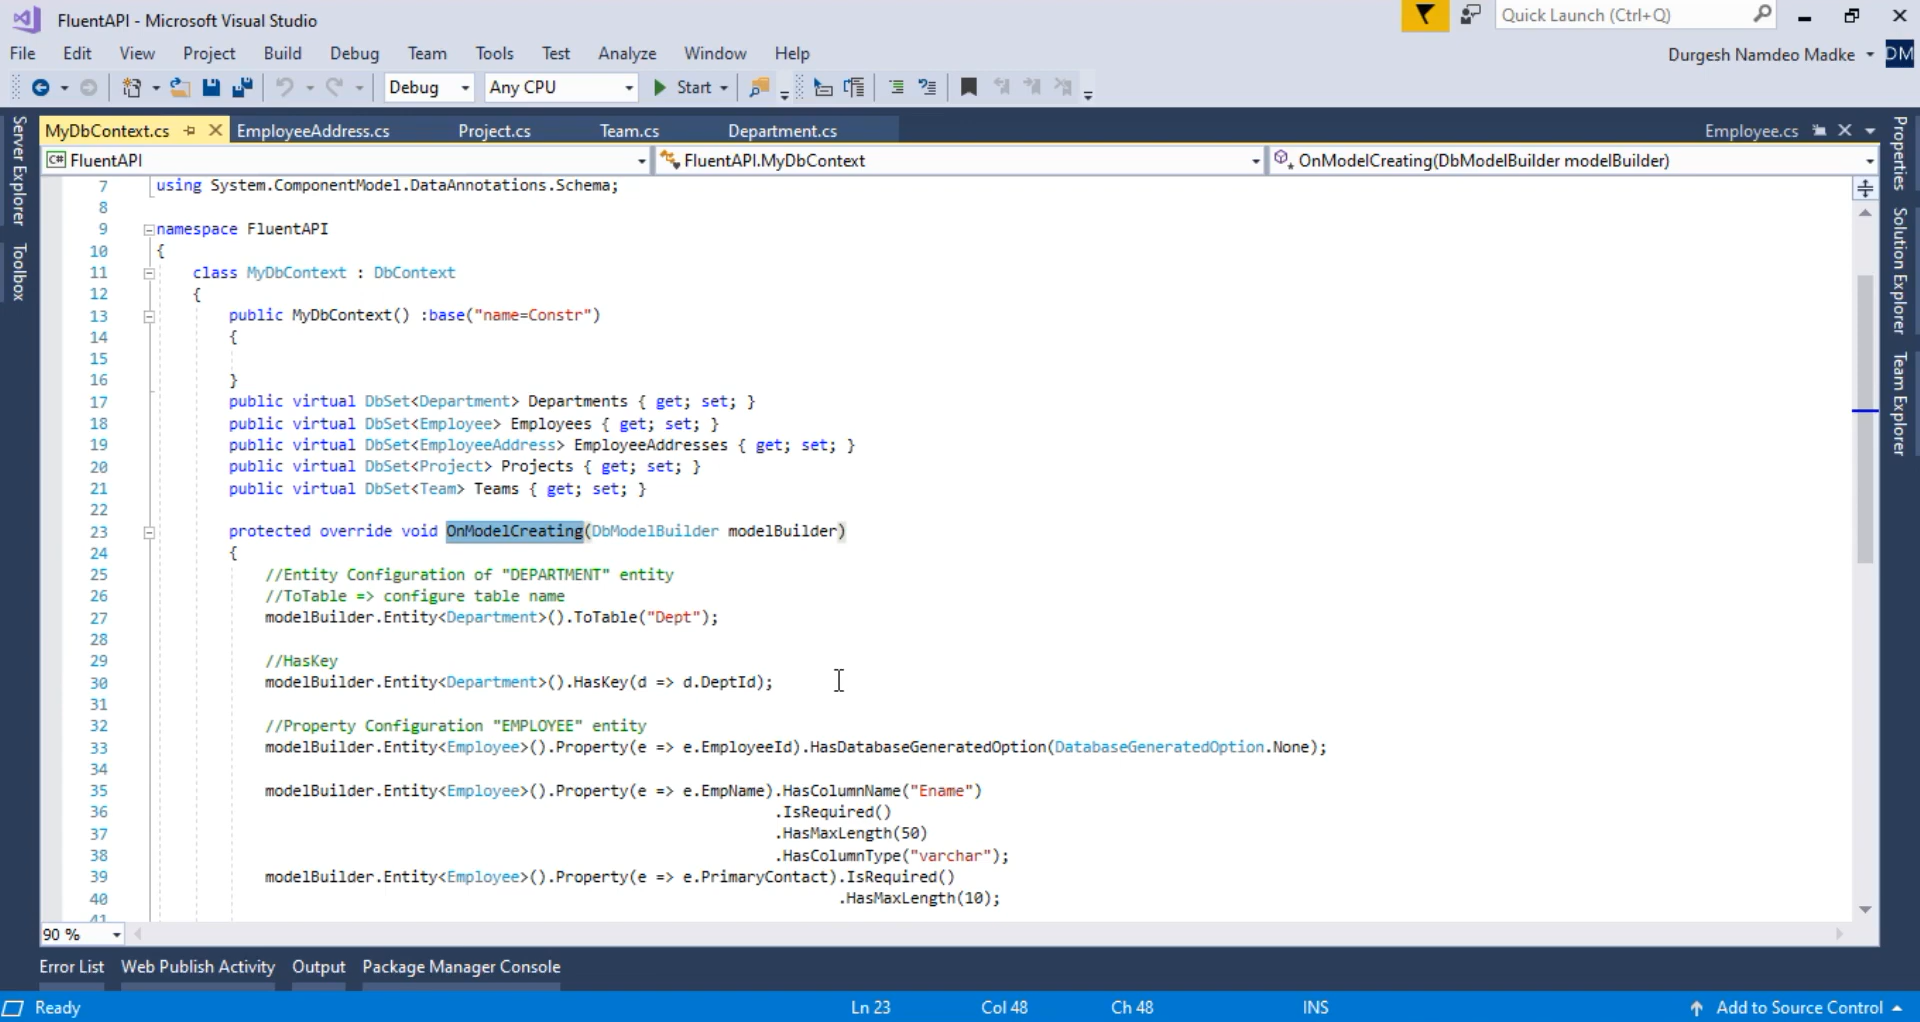 FluentAPI - Microsoft Visual Studio
Quick Launch (Ctrl+Q)
File Edit View Project Build Debug Team Tools Test Analyze Window Help
Durgesh Namdeo Madke DM
Debug Any CPU Start
MyDbContext.cs EmployeeAddress.cs Project.cs Team.cs Department.cs Employee.cs
C# FluentAPI FluentAPI.MyDbContext OnModelCreating(DbModelBuilder modelBuilder)
Server Explorer
Toolbox
Properties
Solution Explorer
Team Explorer
7 using System.ComponentModel.DataAnnotations.Schema;
8
9 namespace FluentAPI
10 {
11 class MyDbContext : DbContext
12 {
13 public MyDbContext() :base("name=Constr")
14 {
15
16 }
17 public virtual DbSet<Department> Departments { get; set; }
18 public virtual DbSet<Employee> Employees { get; set; }
19 public virtual DbSet<EmployeeAddress> EmployeeAddresses { get; set; }
20 public virtual DbSet<Project> Projects { get; set; }
21 public virtual DbSet<Team> Teams { get; set; }
22
23 protected override void OnModelCreating(DbModelBuilder modelBuilder)
24 {
25 //Entity Configuration of "DEPARTMENT" entity
26 //ToTable => configure table name
27 modelBuilder.Entity<Department>().ToTable("Dept");
28
29 //HasKey
30 modelBuilder.Entity<Department>().HasKey(d => d.DeptId);
31
32 //Property Configuration "EMPLOYEE" entity
33 modelBuilder.Entity<Employee>().Property(e => e.EmployeeId).HasDatabaseGeneratedOption(DatabaseGeneratedOption.None);
34
35 modelBuilder.Entity<Employee>().Property(e => e.EmpName).HasColumnName("Ename")
36 .IsRequired()
37 .HasMaxLength(50)
38 .HasColumnType("varchar");
39 modelBuilder.Entity<Employee>().Property(e => e.PrimaryContact).IsRequired()
40 .HasMaxLength(10);
41
90 %
Error List Web Publish Activity Output Package Manager Console
Ready Ln 23 Col 48 Ch 48 INS Add to Source Control